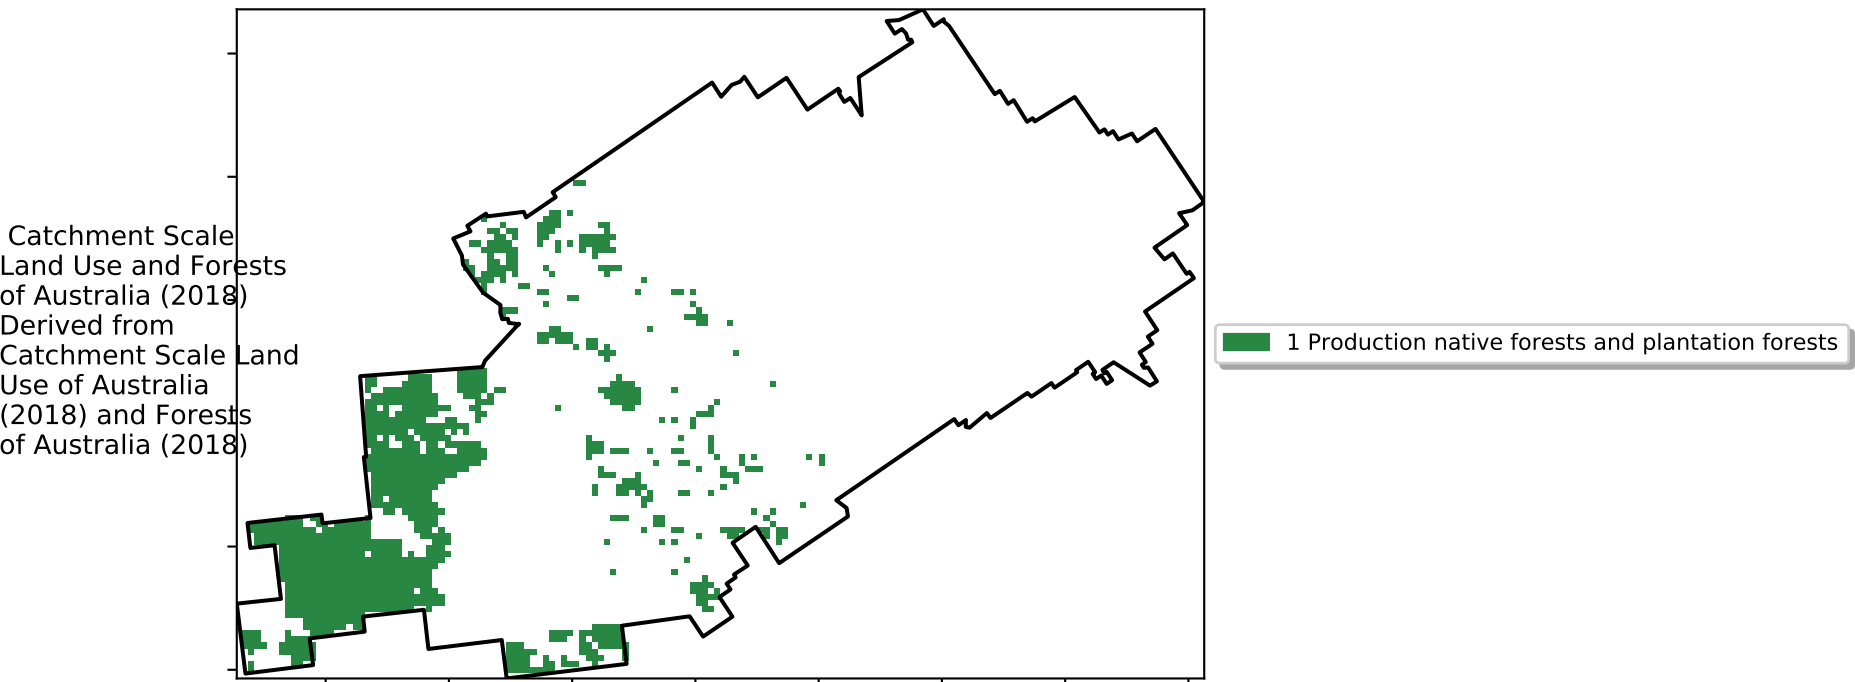 Catchment Scale
Land Use and Forests
of Australia (2018)
Derived from
Catchment Scale Land
Use of Australia
(2018) and Forests
of Australia (2018)
1 Production native forests and plantation forests